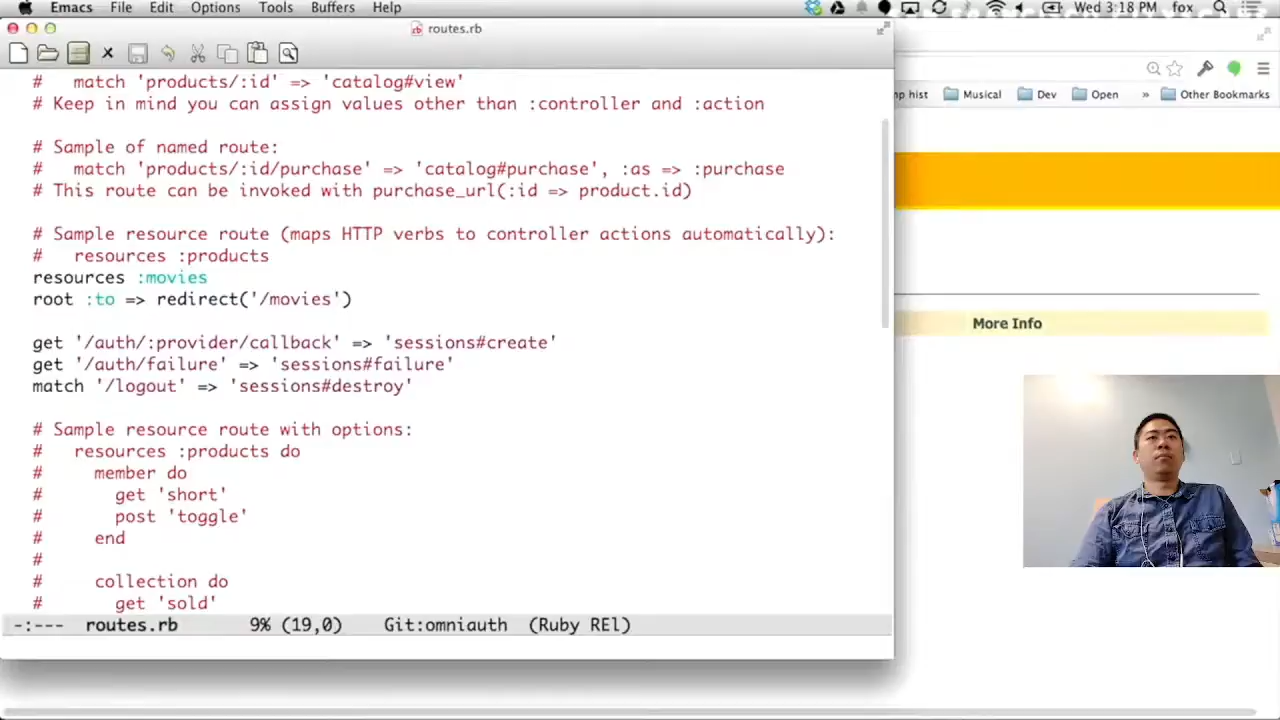 Emacs File Edit Options Tools Buffers Help Wed 3:18 PM fox
routes.rb
# match 'products/:id' => 'catalog#view'
# Keep in mind you can assign values other than :controller and :action
# Sample of named route:
# match 'products/:id/purchase' => 'catalog#purchase', :as => :purchase
# This route can be invoked with purchase_url(:id => product.id)
# Sample resource route (maps HTTP verbs to controller actions automatically):
# resources :products
resources :movies
root :to => redirect('/movies')
get '/auth/:provider/callback' => 'sessions#create'
get '/auth/failure' => 'sessions#failure'
match '/logout' => 'sessions#destroy'
# Sample resource route with options:
# resources :products do
# member do
# get 'short'
# post 'toggle'
# end
#
# collection do
# get 'sold'
-:--- routes.rb 9% (19,0) Git:omniauth (Ruby REl)
hist Musical Dev Open » Other Bookmarks
More Info